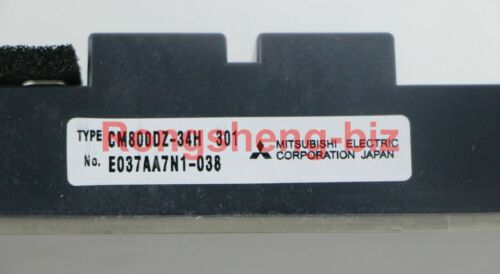 TYPE CM800DZ-34H 301
No. E037AA7N1-038
MITSUBISHI ELECTRIC
CORPORATION JAPAN
Rongsheng-biz